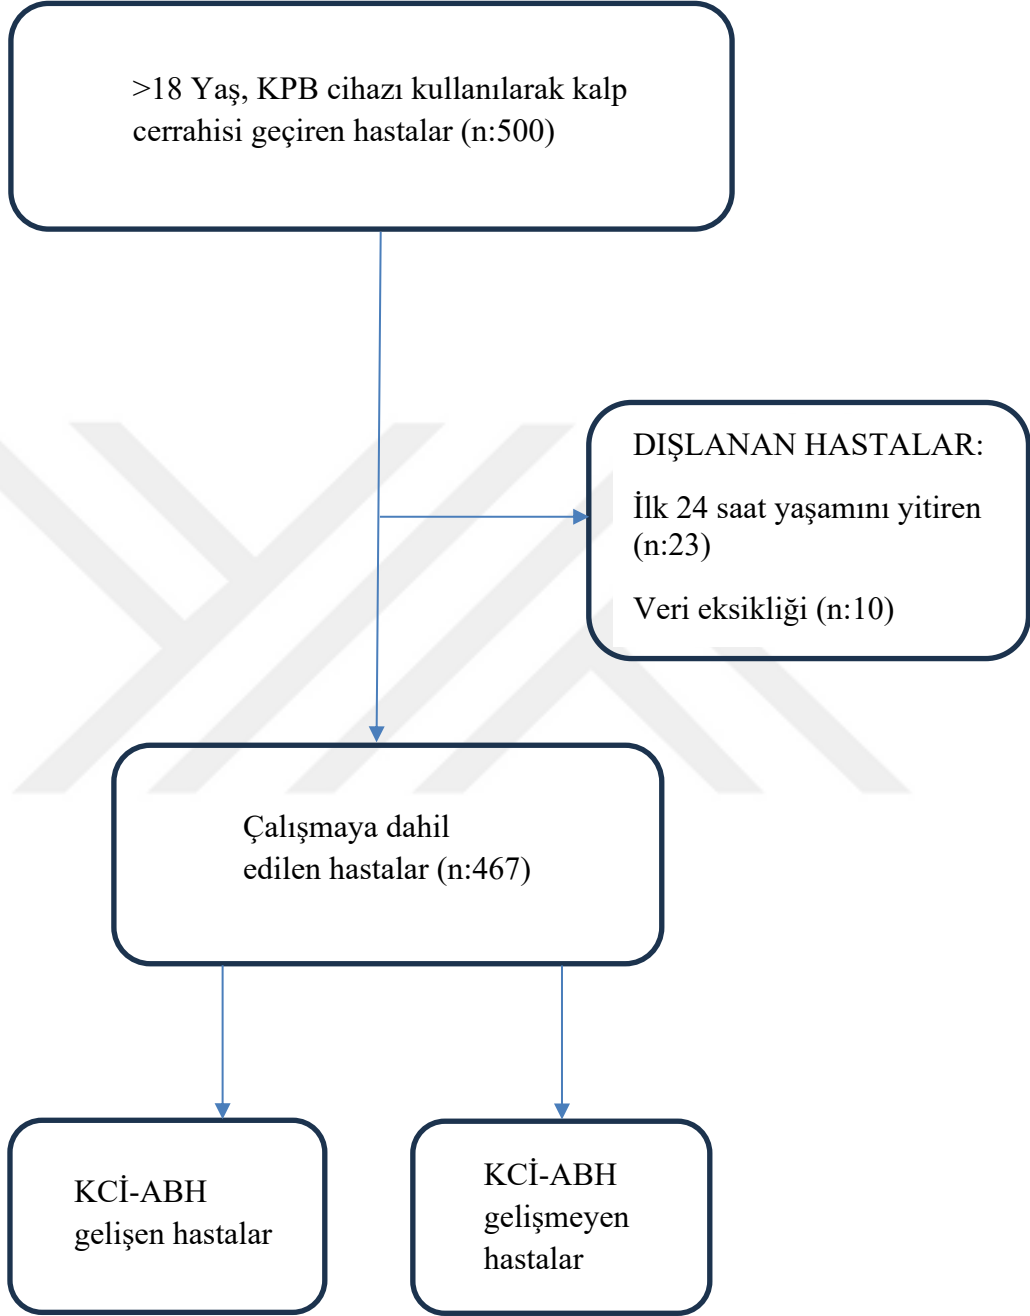 >18 Yaş, KPB cihazı kullanılarak kalp
cerrahisi geçiren hastalar (n:500)
DIŞLANAN HASTALAR:
İlk 24 saat yaşamını yitiren
(n:23)
Veri eksikliği (n:10)
Çalışmaya dahil
edilen hastalar (n:467)
KCİ-ABH
gelişen hastalar
KCİ-ABH
gelişmeyen
hastalar